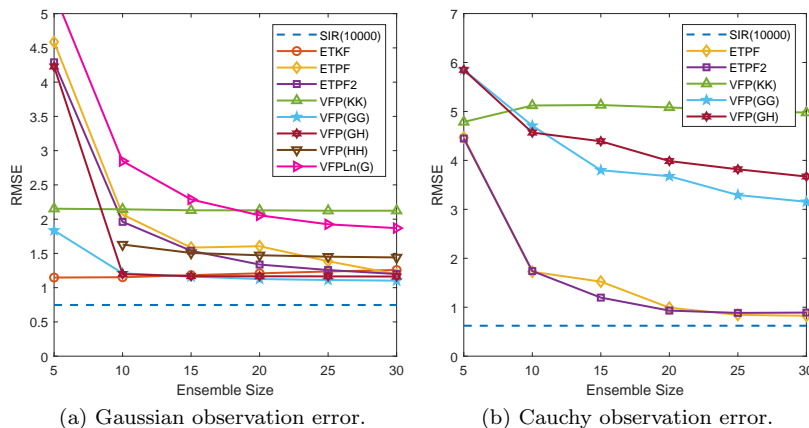 5
4.5
4
3.5
3
2.5
2
1.5
1
0.5
0
RMSE
5 10 15 20 25 30
Ensemble Size
SIR(10000)
ETKF
ETPF
ETPF2
VFP(KK)
VFP(GG)
VFP(GH)
VFP(HH)
VFPLn(G)
(a) Gaussian observation error.
7
6
5
4
3
2
1
0
RMSE
5 10 15 20 25 30
Ensemble Size
SIR(10000)
ETPF
ETPF2
VFP(KK)
VFP(GG)
VFP(GH)
(b) Cauchy observation error.